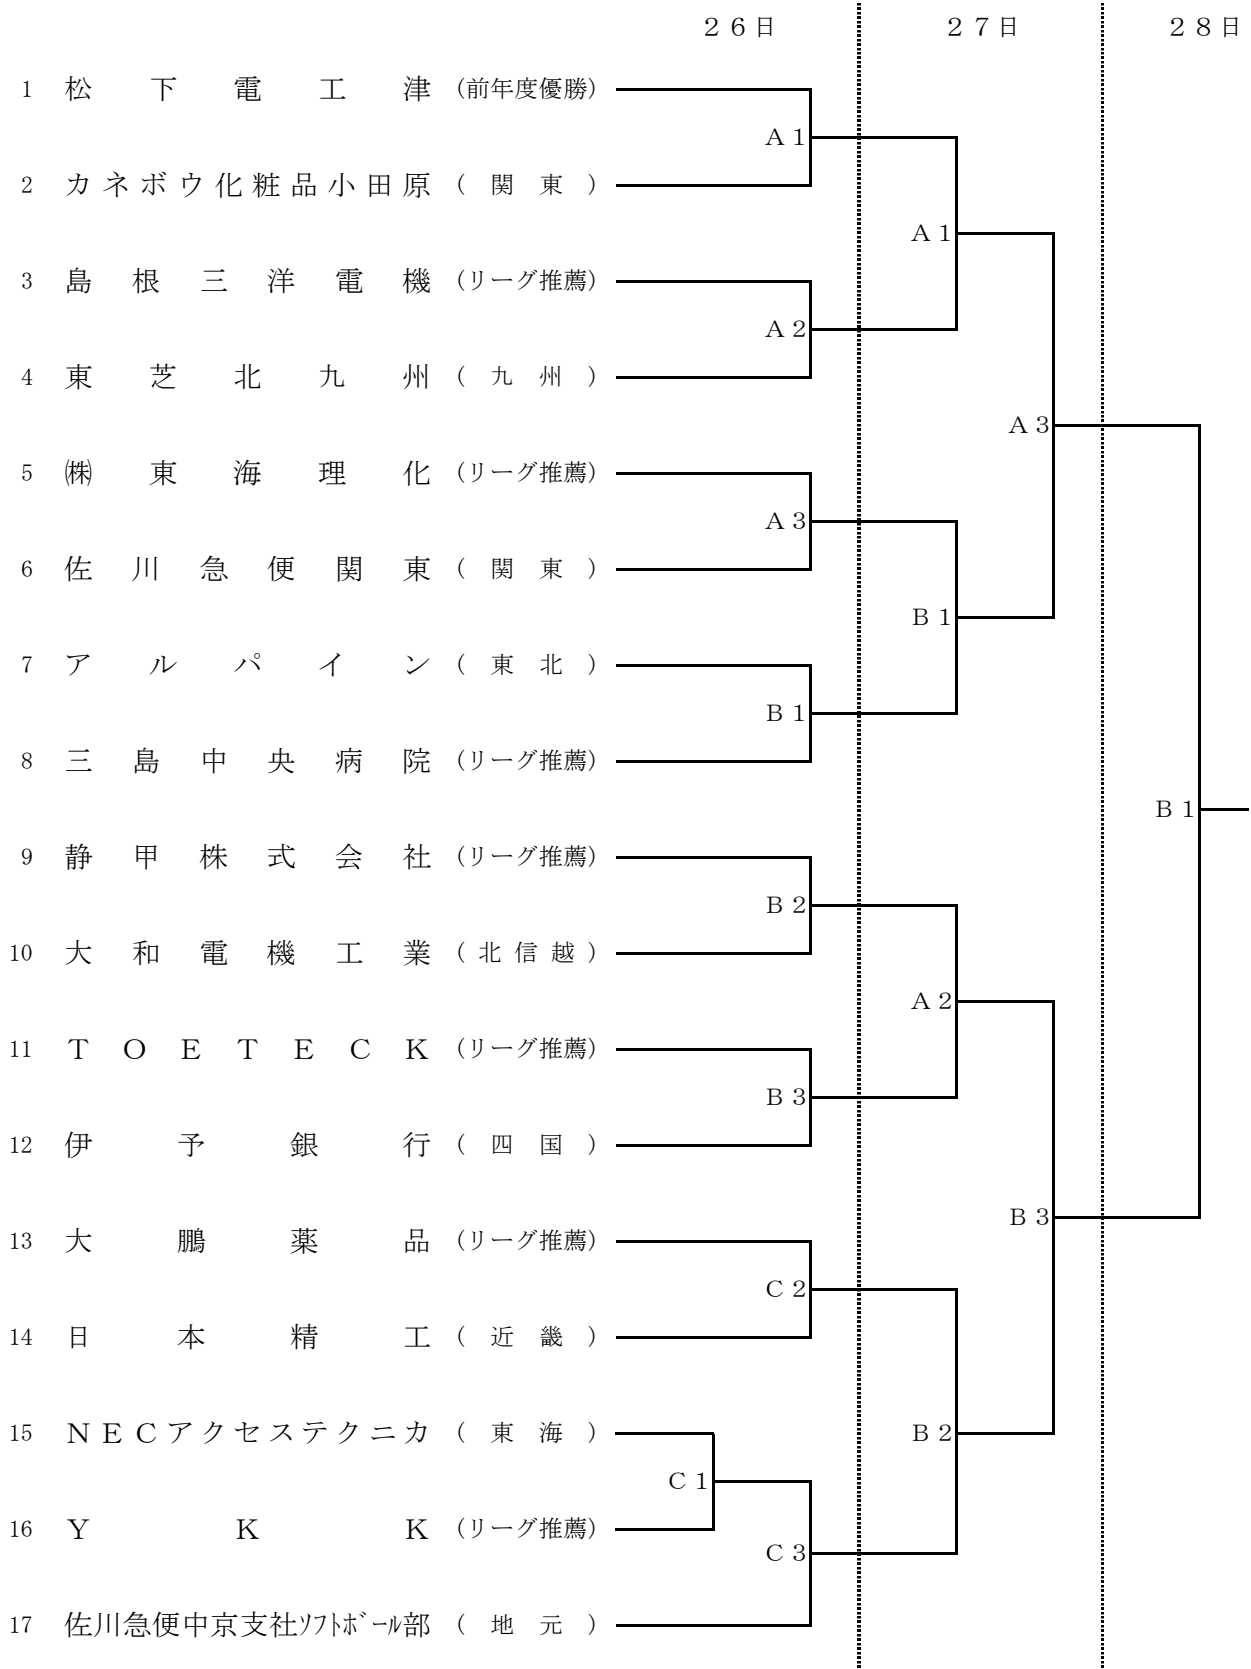 ２６日 ２７日 ２８日
1 松下電工津 (前年度優勝)
A 1
2 カネボウ化粧品小田原 (関東)
A 1
3 島根三洋電機 (リーグ推薦)
A 2
4 東芝北九州 (九州)
A 3
5 ㈱東海理化 (リーグ推薦)
A 3
6 佐川急便関東 (関東)
B 1
7 アルパイン (東北)
B 1
8 三島中央病院 (リーグ推薦)
B 1
9 静甲株式会社 (リーグ推薦)
B 2
10 大和電機工業 (北信越)
A 2
11 ＴＯＥＴＥＣＫ (リーグ推薦)
B 3
12 伊予銀行 (四国)
B 3
13 大鵬薬品 (リーグ推薦)
C 2
14 日本精工 (近畿)
15 ＮＥＣアクセステクニカ (東海)
B 2
C 1
16 ＹＫＫ (リーグ推薦)
C 3
17 佐川急便中京支社ｿﾌﾄﾎﾞｰﾙ部 (地元)